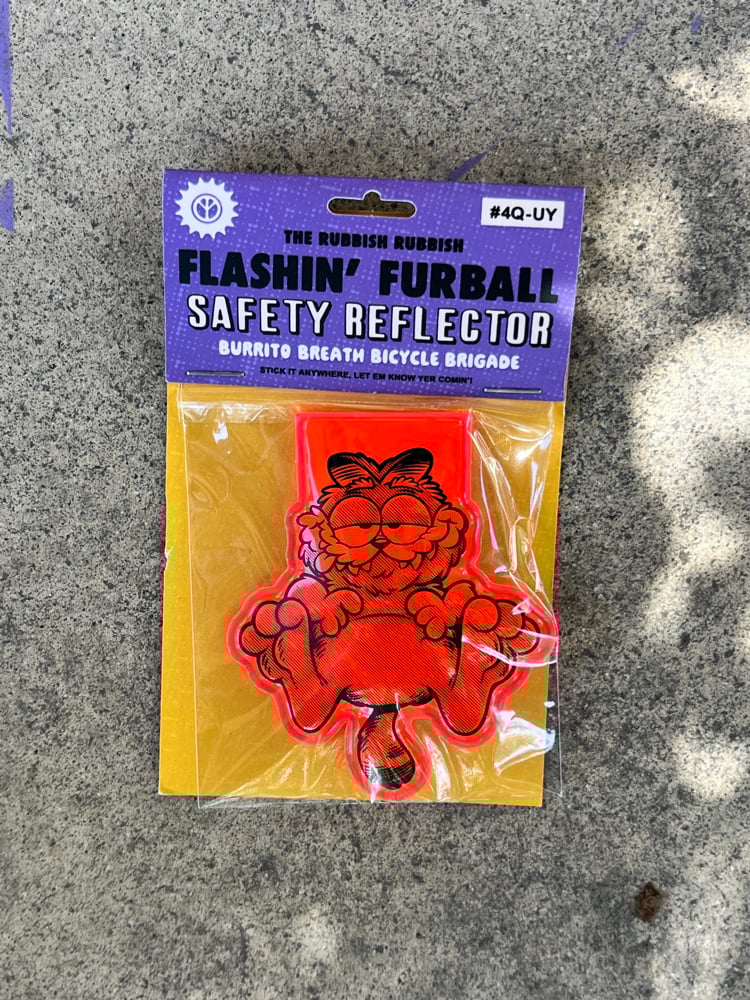 #4Q-UY
THE RUBBISH RUBBISH
FLASHIN' FURBALL
SAFETY REFLECTOR
BURRITO BREATH BICYCLE BRIGADE
STICK IT ANYWHERE, LET EM KNOW YER COMIN'!